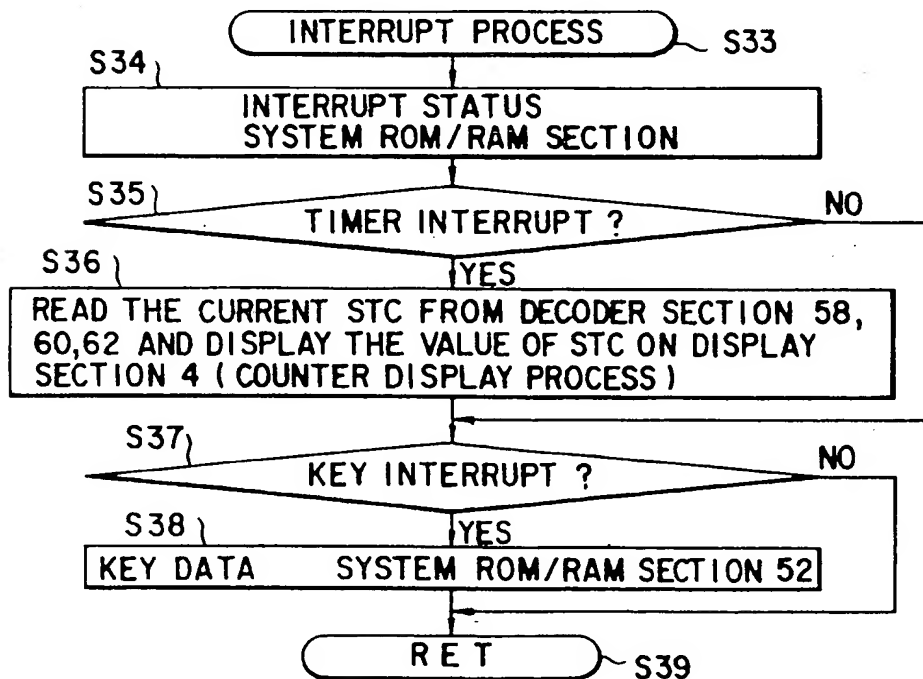 INTERRUPT PROCESS
S33
S34
INTERRUPT STATUS
SYSTEM ROM/RAM SECTION
S35
TIMER INTERRUPT ?
NO
S36
YES
READ THE CURRENT STC FROM DECODER SECTION 58,
60,62 AND DISPLAY THE VALUE OF STC ON DISPLAY
SECTION 4 (COUNTER DISPLAY PROCESS)
S37
KEY INTERRUPT ?
NO
S38
YES
KEY DATA SYSTEM ROM/RAM SECTION 52
RET
S39